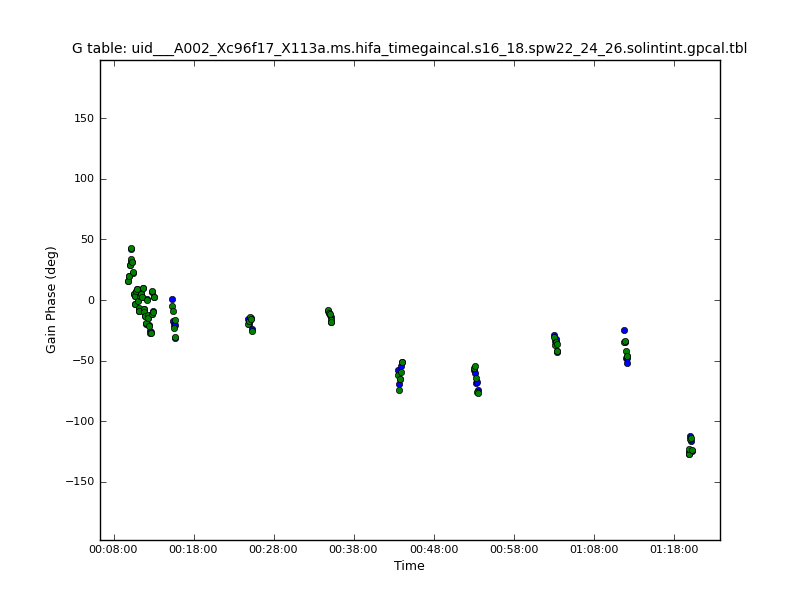 G table: uid___A002_Xc96f17_X113a.ms.hifa_timegaincal.s16_18.spw22_24_26.solintint.gpcal.tbl
150
100
50
0
−50
−100
−150
Gain Phase (deg)
00:08:00 00:18:00 00:28:00 00:38:00 00:48:00 00:58:00 01:08:00 01:18:00
Time